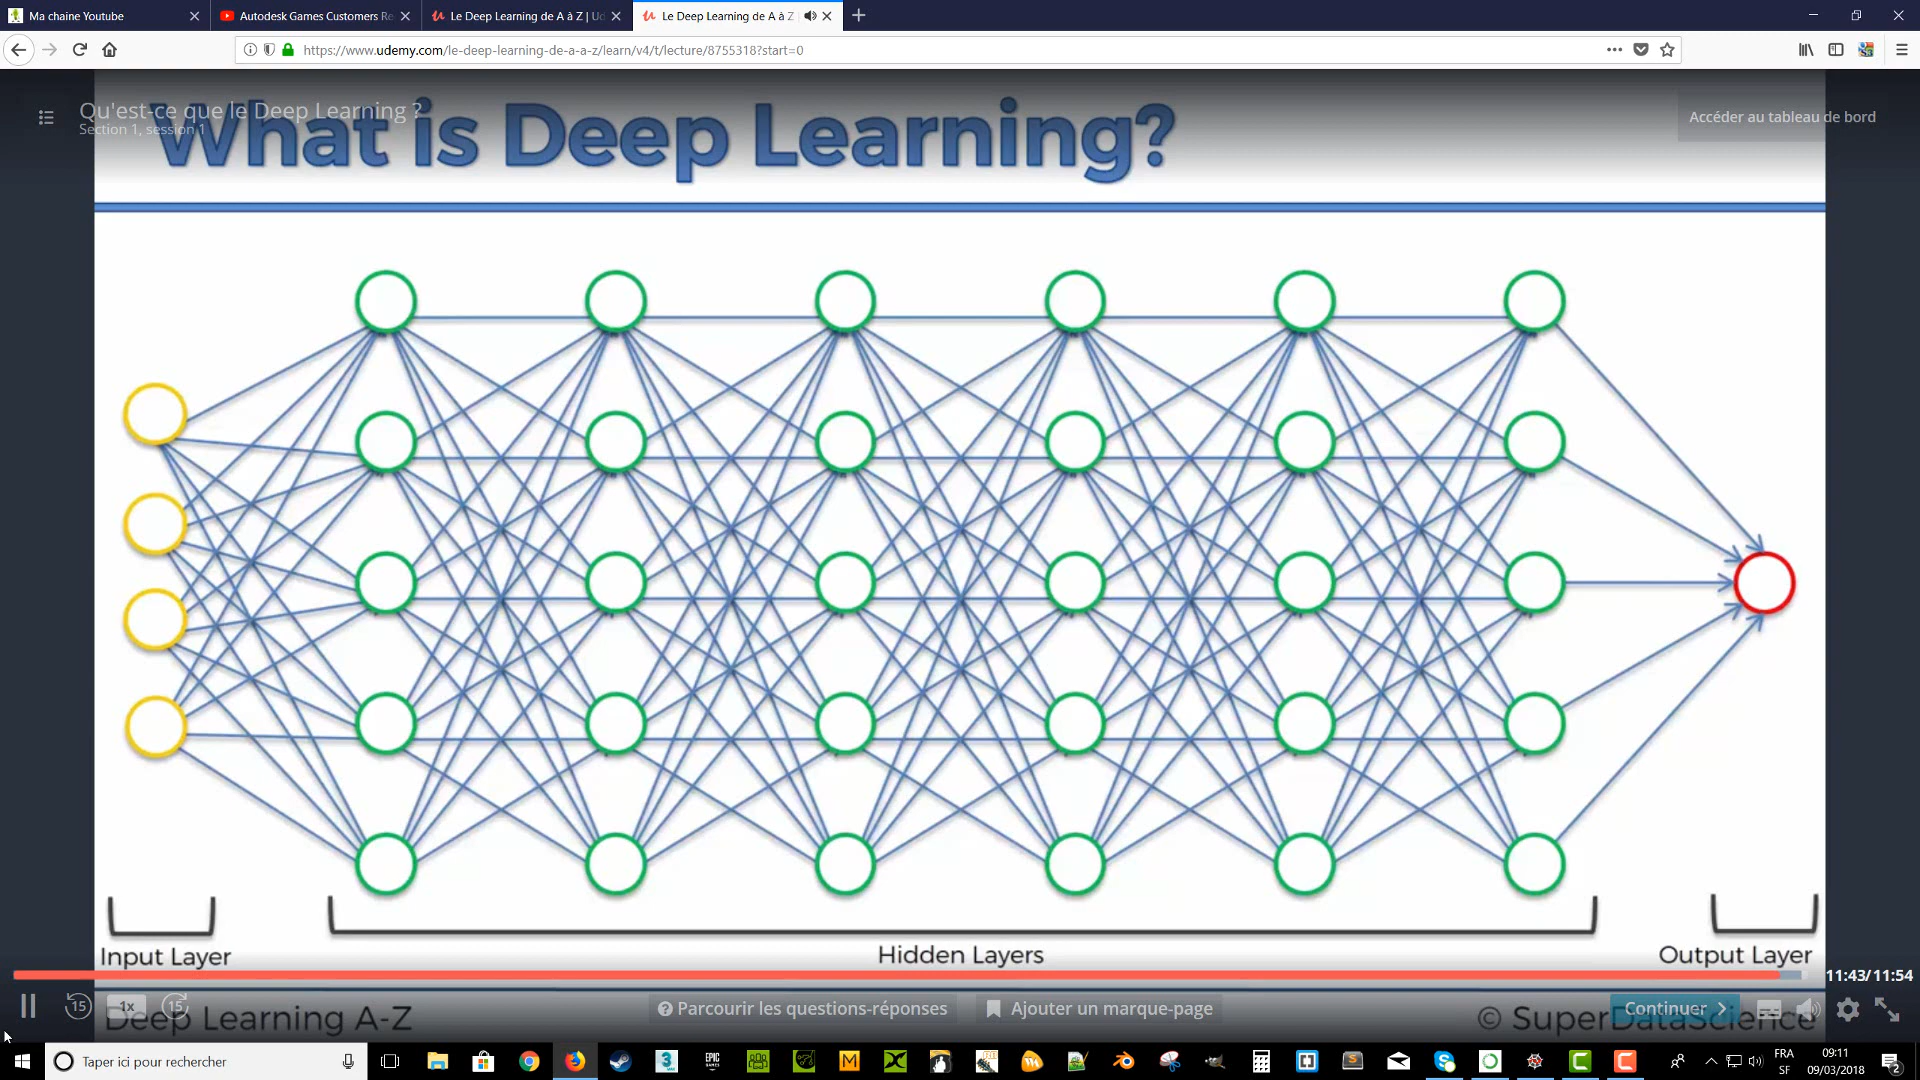 Ma chaine Youtube
Autodesk Games Customers Re
Le Deep Learning de A à Z | Ud
Le Deep Learning de A à Z
https://www.udemy.com/le-deep-learning-de-a-a-z/learn/v4/t/lecture/8755318?start=0
Qu'est-ce que le Deep Learning ?
Section 1, session 1
Accéder au tableau de bord
What is Deep Learning?
Input Layer
Hidden Layers
Output Layer
11:43/11:54
15
1x
15
Parcourir les questions-réponses
Ajouter un marque-page
Continuer
Deep Learning A-Z
© SuperDataScience
Taper ici pour rechercher
3
EPIC GAMES
FRA
SF
09:11
09/03/2018
2